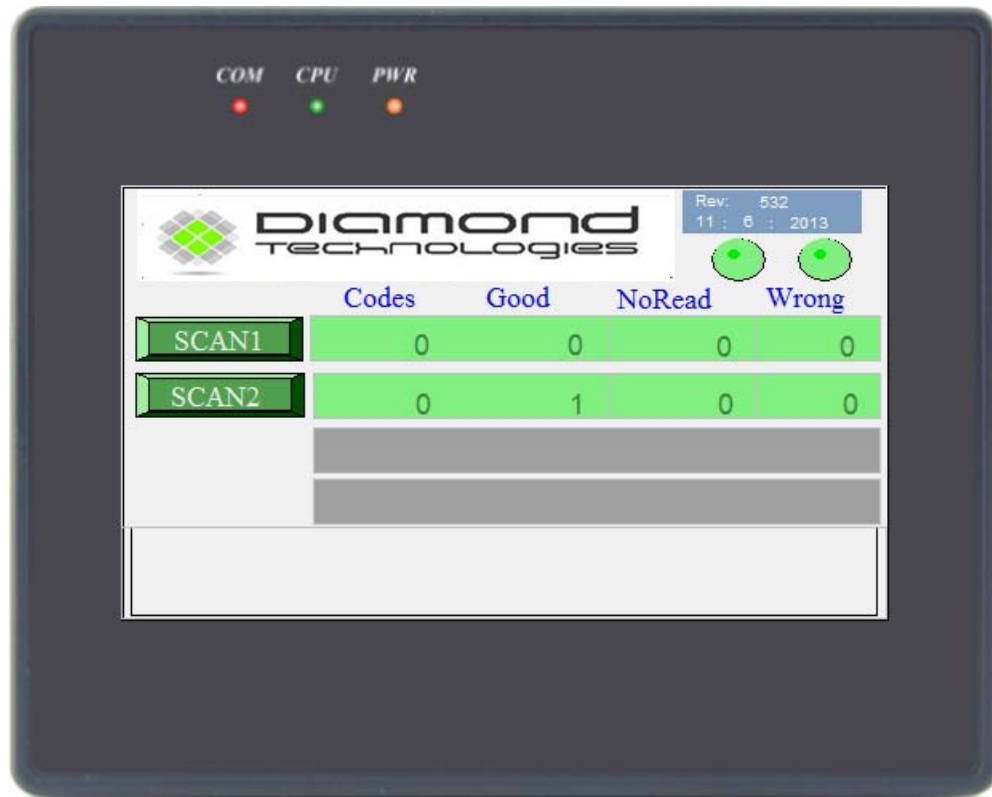 COM CPU PWR
Diamond
Technologies
Rev: 532
11 : 6 : 2013
Codes Good NoRead Wrong
SCAN1 0 0 0 0
SCAN2 0 1 0 0